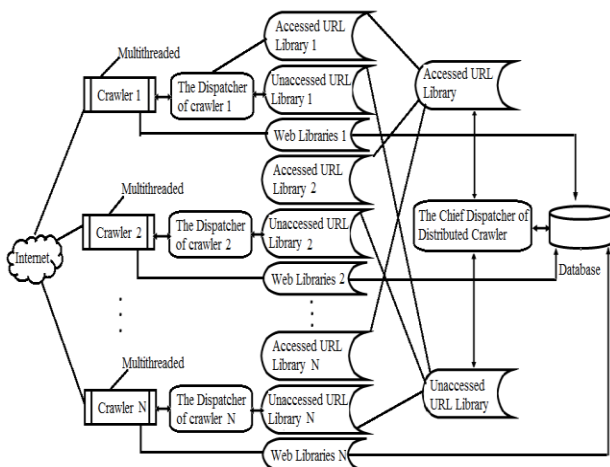 Accessed URL
Library 1
Multithreaded
Crawler 1
The Dispatcher
of crawler 1
Unaccessed URL
Library 1
Accessed URL
Library
Web Libraries 1
Accessed URL
Library 2
Multithreaded
Crawler 2
The Dispatcher
of crawler 2
Unaccessed URL
Library 2
The Chief Dispatcher of
Distributed Crawler
Internet
Web Libraries 2
Database
Accessed URL
Library N
Multithreaded
Crawler N
The Dispatcher
of crawler N
Unaccessed URL
Library N
Unaccessed
URL Library
Web Libraries N